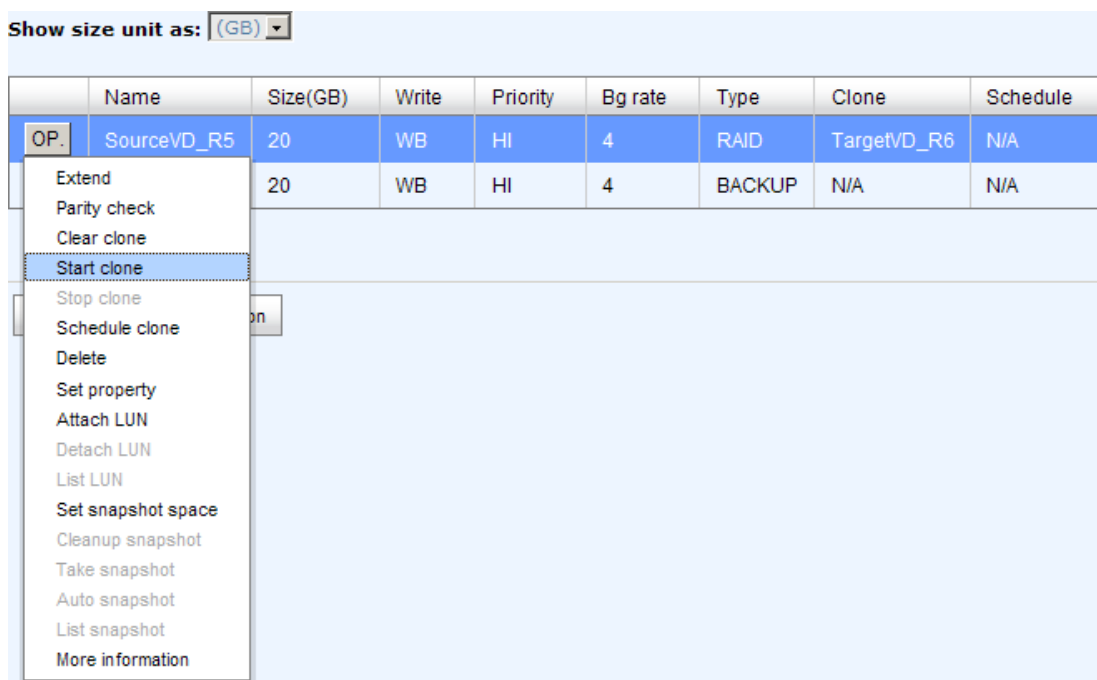 Show size unit as: (GB)
Name Size(GB) Write Priority Bg rate Type Clone Schedule
OP. SourceVD_R5 20 WB HI 4 RAID TargetVD_R6 N/A
20 WB HI 4 BACKUP N/A N/A
Extend
Parity check
Clear clone
Start clone
Stop clone
Schedule clone
Delete
Set property
Attach LUN
Detach LUN
List LUN
Set snapshot space
Cleanup snapshot
Take snapshot
Auto snapshot
List snapshot
More information